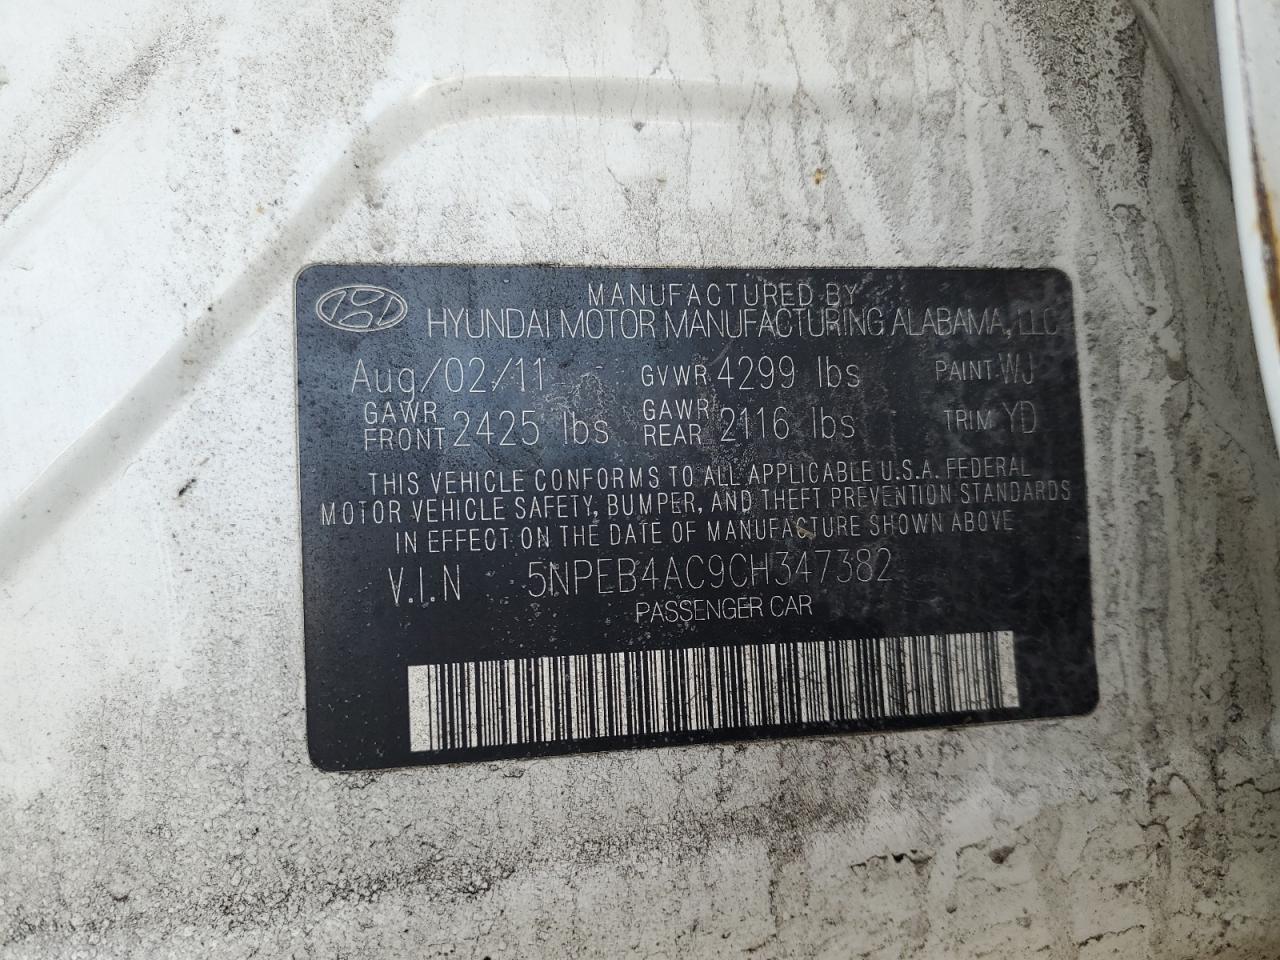 MANUFACTURED BY
HYUNDAI MOTOR MANUFACTURING ALABAMA, LLC
Aug/02/11 GVWR 4299 lbs PAINT WJ
GAWR FRONT 2425 lbs GAWR REAR 2116 lbs TRIM YD
THIS VEHICLE CONFORMS TO ALL APPLICABLE U.S.A. FEDERAL
MOTOR VEHICLE SAFETY, BUMPER, AND THEFT PREVENTION STANDARDS
IN EFFECT ON THE DATE OF MANUFACTURE SHOWN ABOVE
V.I.N 5NPEB4AC9CH347382
PASSENGER CAR